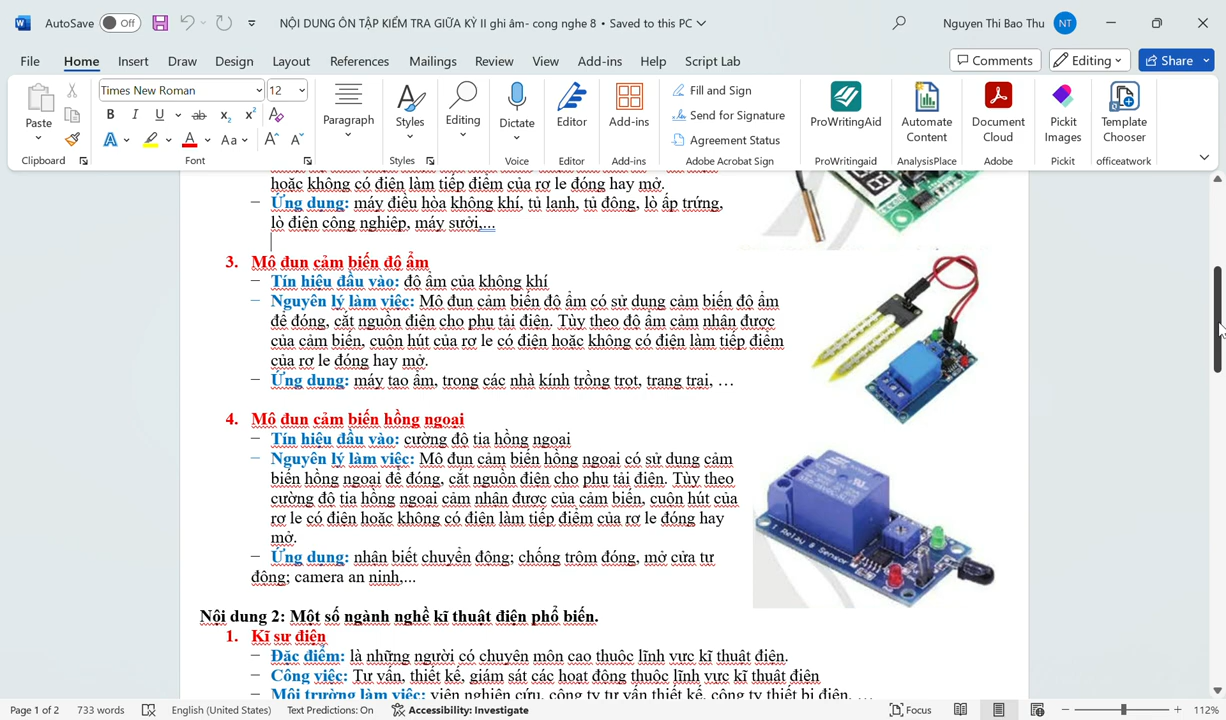 AutoSave Off NỘI DUNG ÔN TẬP KIỂM TRA GIỮA KỲ II ghi âm- cong nghe 8 • Saved to this PC Nguyen Thi Bao Thu NT
File Home Insert Draw Design Layout References Mailings Review View Add-ins Help Script Lab Comments Editing Share
Times New Roman 12
Paste Paragraph Styles Editing Dictate Editor Add-ins
Fill and Sign
Send for Signature
Agreement Status
ProWritingAid Automate Content Document Cloud Pickit Images Template Chooser
Clipboard Font Styles Voice Editor Add-ins Adobe Acrobat Sign ProWritingaid AnalysisPlace Adobe Pickit officeatwork
hoặc không có điện làm tiếp điểm của rơ le đóng hay mở.
– Ứng dụng: máy điều hòa không khí, tủ lạnh, tủ đông, lò ấp trứng,
lò điện công nghiệp, máy sưởi,...
3. Mô đun cảm biến độ ẩm
– Tín hiệu đầu vào: độ ẩm của không khí
– Nguyên lý làm việc: Mô đun cảm biến độ ẩm có sử dụng cảm biến độ ẩm
để đóng, cắt nguồn điện cho phụ tải điện. Tùy theo độ ẩm cảm nhận được
của cảm biến, cuộn hút của rơ le có điện hoặc không có điện làm tiếp điểm
của rơ le đóng hay mở.
– Ứng dụng: máy tạo ẩm, trong các nhà kính trồng trọt, trang trại, …
4. Mô đun cảm biến hồng ngoại
– Tín hiệu đầu vào: cường độ tia hồng ngoại
– Nguyên lý làm việc: Mô đun cảm biến hồng ngoại có sử dụng cảm
biến hồng ngoại để đóng, cắt nguồn điện cho phụ tải điện. Tùy theo
cường độ tia hồng ngoại cảm nhận được của cảm biến, cuộn hút của
rơ le có điện hoặc không có điện làm tiếp điểm của rơ le đóng hay
mở.
– Ứng dụng: nhận biết chuyển động; chống trộm đóng, mở cửa tự
động; camera an ninh,...
1 Relay & Sensor
Nội dung 2: Một số ngành nghề kĩ thuật điện phổ biến.
1. Kĩ sư điện
– Đặc điểm: là những người có chuyên môn cao thuộc lĩnh vực kĩ thuật điện.
– Công việc: Tư vấn, thiết kế, giám sát các hoạt động thuộc lĩnh vực kĩ thuật điện
– Môi trường làm việc: viện nghiên cứu, công ty tư vấn thiết kế, công ty thiết bị điện, …
Page 1 of 2 733 words English (United States) Text Predictions: On Accessibility: Investigate Focus 112%